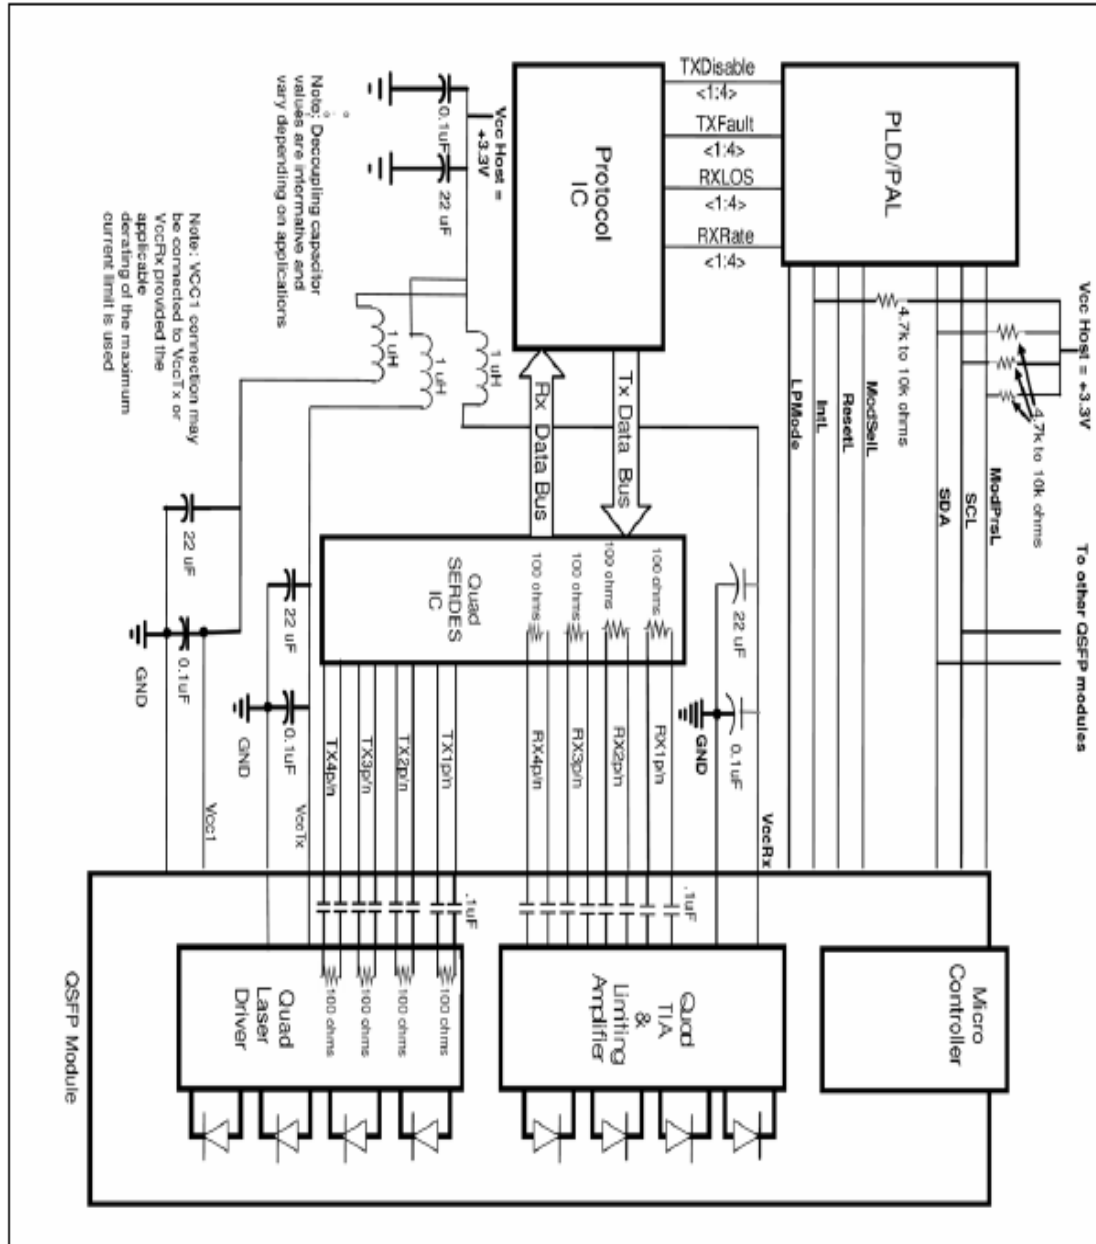 TXDisable
<1:4>
TXFault
<1:4>
RXLOS
<1:4>
RXRate
<1:4>
Protocol
IC
PLD/PAL
Vcc Host =
+3.3V
0.1uF
22 uF
Note: Decoupling capacitor
values are informative and
vary depending on applications
Note: VCC1 connection may
be connected to VccTx or
VccRx provided the
applicable
derating of the maximum
current limit is used
1 uH
1 uH
1 uH
Rx Data Bus
Tx Data Bus
Vcc Host = +3.3V
4.7k to 10k ohms
4.7k to 10k ohms
LPMode
IntL
ResetL
ModSelL
SDA
SCL
ModPrsL
To other QSFP modules
22 uF
0.1uF
GND
22 uF
0.1uF
GND
Quad
SERDES
IC
100 ohms
100 ohms
100 ohms
100 ohms
22 uF
0.1uF
GND
Vcc1
VccTx
TX4p/n
TX3p/n
TX2p/n
TX1p/n
RX4p/n
RX3p/n
RX2p/n
RX1p/n
VccRx
.1uF
.1uF
QSFP Module
Quad
Laser
Driver
100 ohms
100 ohms
100 ohms
100 ohms
Quad
TIA
&
Limiting
Amplifier
Micro
Controller